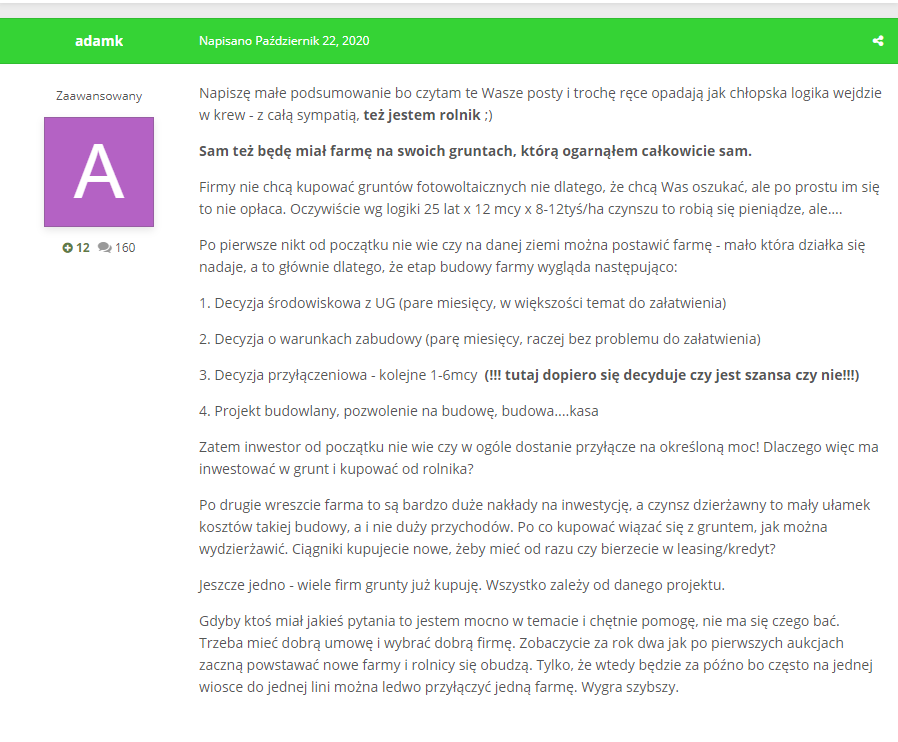 adamk
Napisano Październik 22, 2020
Zaawansowany
A
12 160
Napiszę małe podsumowanie bo czytam te Wasze posty i trochę ręce opadają jak chłopska logika wejdzie
w krew - z całą sympatią, też jestem rolnik ;)
Sam też będę miał farmę na swoich gruntach, którą ogarnąłem całkowicie sam.
Firmy nie chcą kupować gruntów fotowoltaicznych nie dlatego, że chcą Was oszukać, ale po prostu im się
to nie opłaca. Oczywiście wg logiki 25 lat x 12 mcy x 8-12tyś/ha czynszu to robią się pieniądze, ale....
Po pierwsze nikt od początku nie wie czy na danej ziemi można postawić farmę - mało która działka się
nadaje, a to głównie dlatego, że etap budowy farmy wygląda następująco:
1. Decyzja środowiskowa z UG (pare miesięcy, w większości temat do załatwienia)
2. Decyzja o warunkach zabudowy (parę miesięcy, raczej bez problemu do załatwienia)
3. Decyzja przyłączeniowa - kolejne 1-6mcy (!!! tutaj dopiero się decyduje czy jest szansa czy nie!!!)
4. Projekt budowlany, pozwolenie na budowę, budowa....kasa
Zatem inwestor od początku nie wie czy w ogóle dostanie przyłącze na określoną moc! Dlaczego więc ma
inwestować w grunt i kupować od rolnika?
Po drugie wreszcie farma to są bardzo duże nakłady na inwestycję, a czynsz dzierżawny to mały ułamek
kosztów takiej budowy, a i nie duży przychodów. Po co kupować wiązać się z gruntem, jak można
wydzierżawić. Ciągniki kupujecie nowe, żeby mieć od razu czy bierzecie w leasing/kredyt?
Jeszcze jedno - wiele firm grunty już kupuję. Wszystko zależy od danego projektu.
Gdyby ktoś miał jakieś pytania to jestem mocno w temacie i chętnie pomogę, nie ma się czego bać.
Trzeba mieć dobrą umowę i wybrać dobrą firmę. Zobaczycie za rok dwa jak po pierwszych aukcjach
zaczną powstawać nowe farmy i rolnicy się obudzą. Tylko, że wtedy będzie za późno bo często na jednej
wiosce do jednej lini można ledwo przyłączyć jedną farmę. Wygra szybszy.